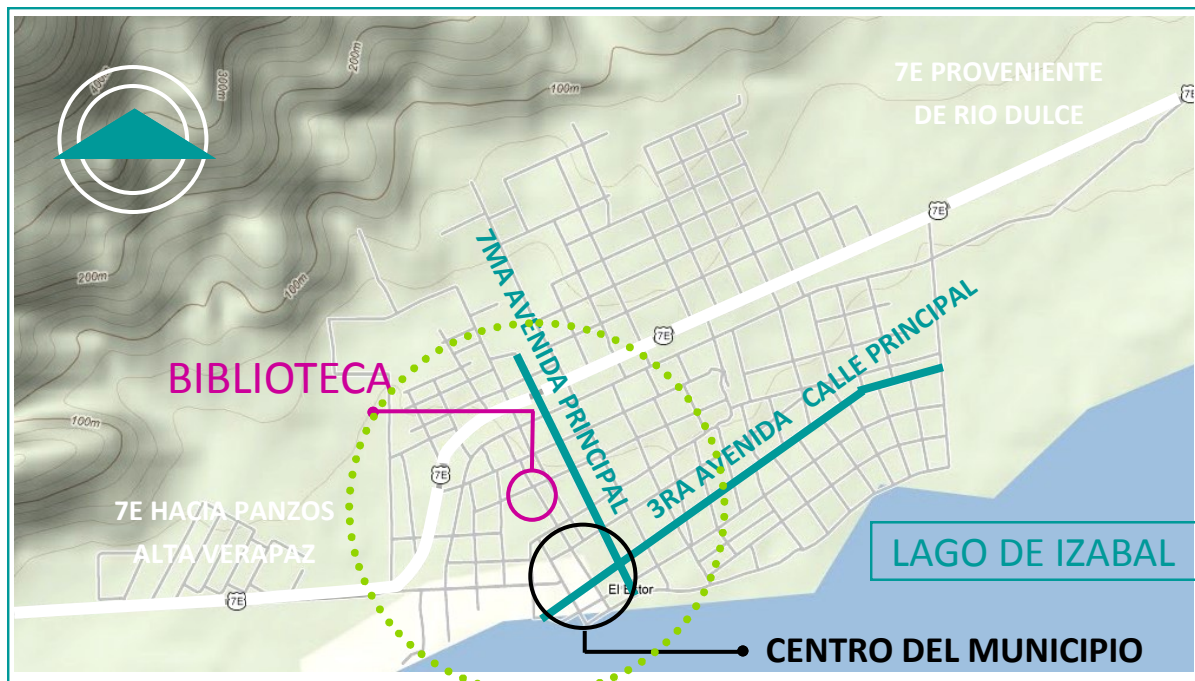 7E PROVENIENTE
DE RIO DULCE
400m
300m
200m
100m
7E
7E
200m
100m
7MA AVENIDA PRINCIPAL
7E
CALLE PRINCIPAL
3RA AVENIDA
BIBLIOTECA
100m
7E
7E HACIA PANZOS
ALTA VERAPAZ
7E
LAGO DE IZABAL
El Estor
CENTRO DEL MUNICIPIO